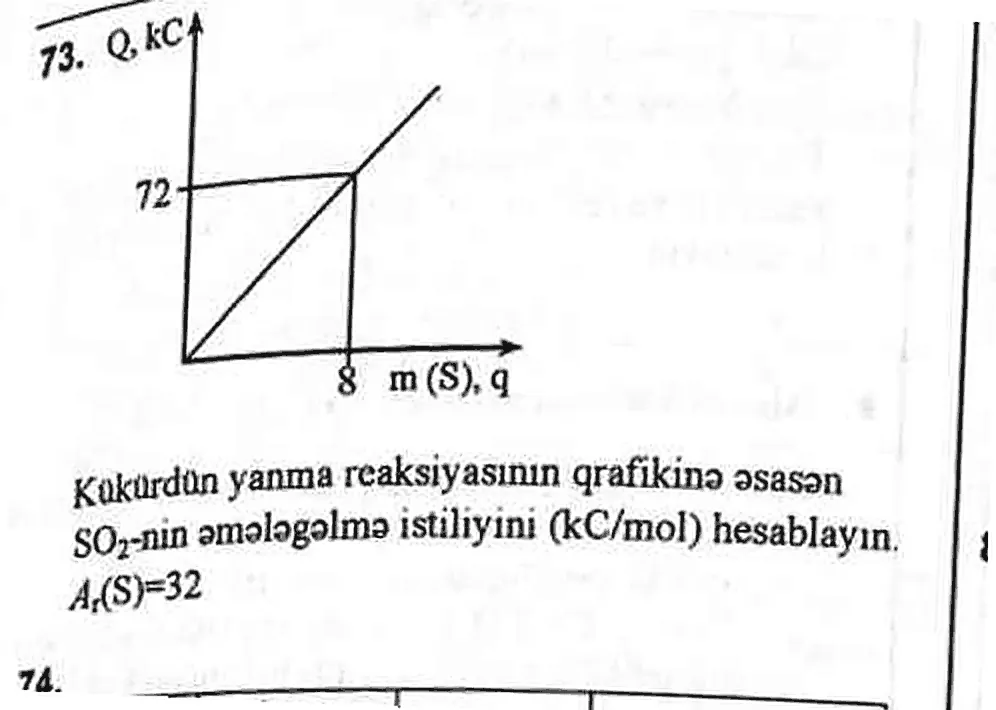 73. Q, kC
72
8 m (S), q
Kükürdün yanma reaksiyasının qrafikinə əsasən
SO₂-nin əmələgəlmə istiliyini (kC/mol) hesablayın.
Aᵣ(S)=32
74.